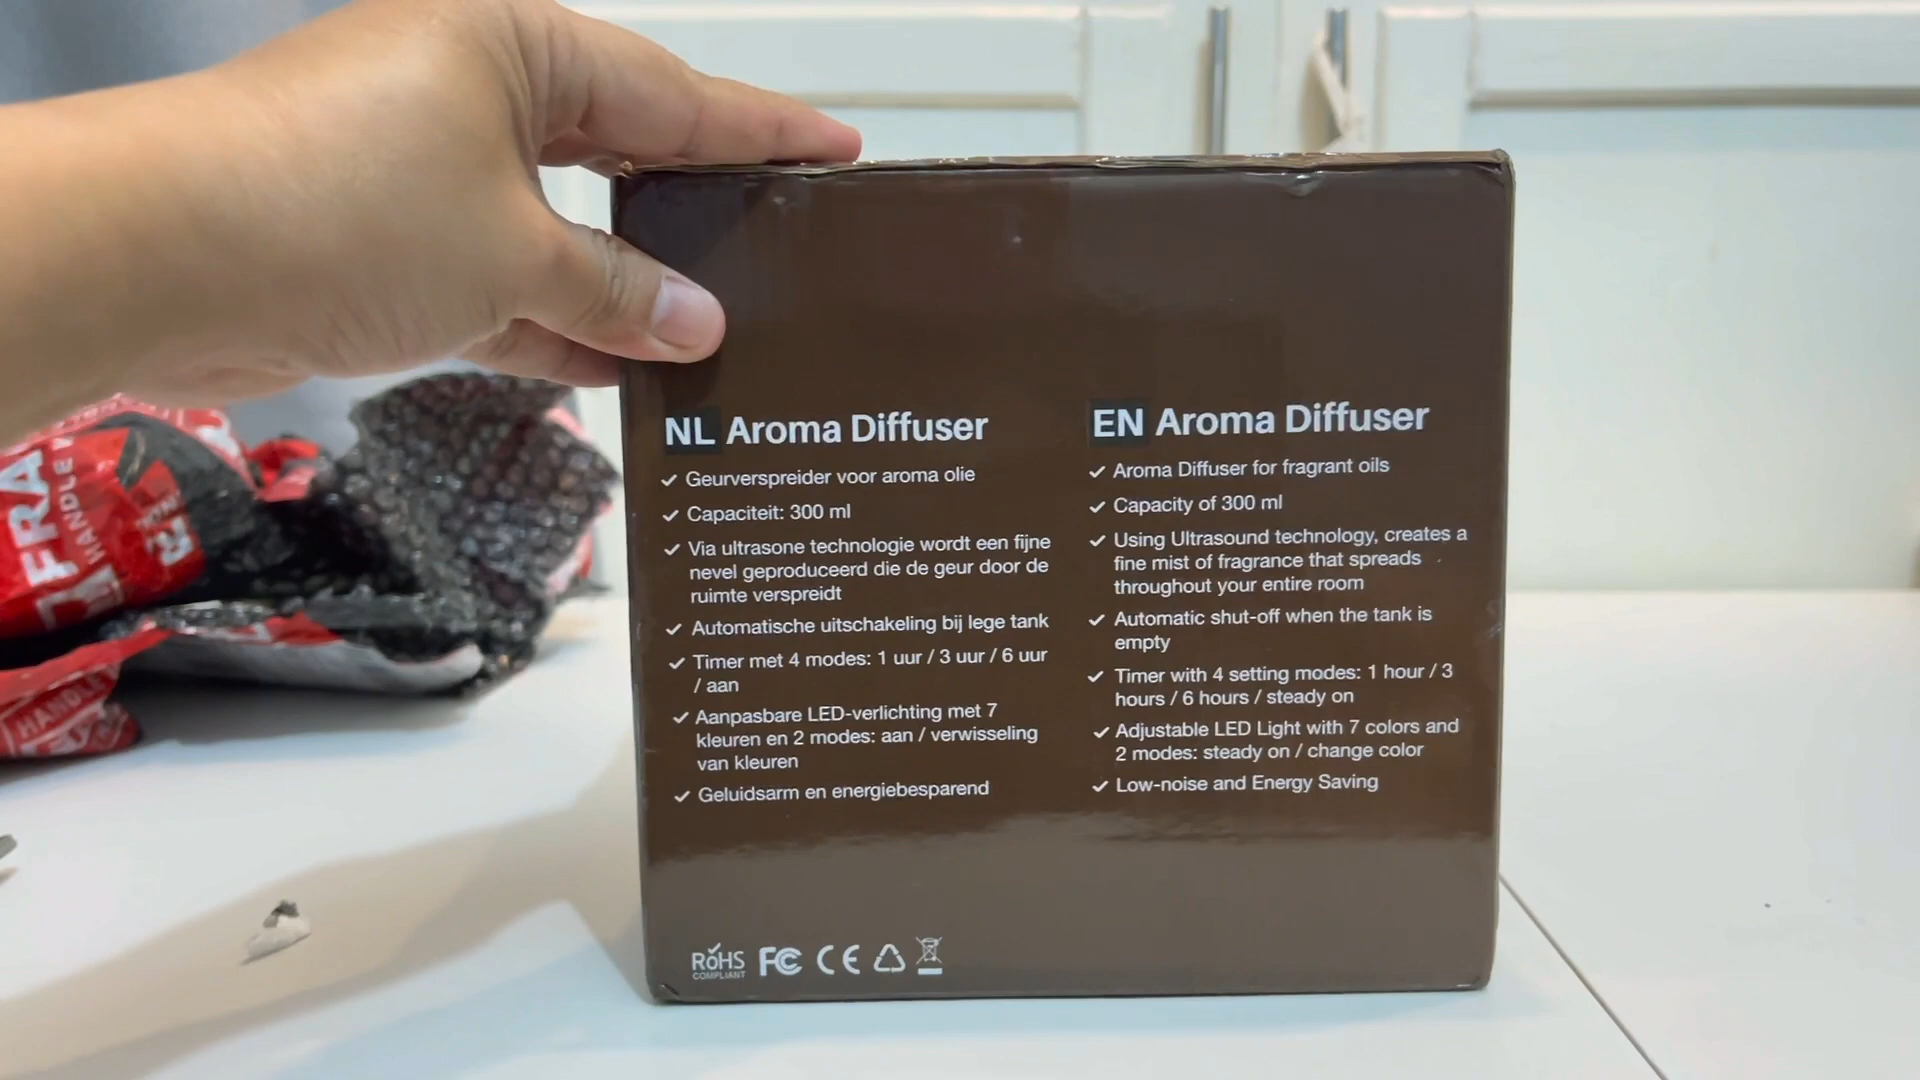 NL Aroma Diffuser
Geurverspreider voor aroma olie
Capaciteit: 300 ml
Via ultrasone technologie wordt een fijne
nevel geproduceerd die de geur door de
ruimte verspreidt
Automatische uitschakeling bij lege tank
Timer met 4 modes: 1 uur / 3 uur / 6 uur
/ aan
Aanpasbare LED-verlichting met 7
kleuren en 2 modes: aan / verwisseling
van kleuren
Geluidsarm en energiebesparend
EN Aroma Diffuser
Aroma Diffuser for fragrant oils
Capacity of 300 ml
Using Ultrasound technology, creates a
fine mist of fragrance that spreads
throughout your entire room
Automatic shut-off when the tank is
empty
Timer with 4 setting modes: 1 hour / 3
hours / 6 hours / steady on
Adjustable LED Light with 7 colors and
2 modes: steady on / change color
Low-noise and Energy Saving
RoHS
COMPLIANT
FC CE
FRA
HANDLE
HANDLE